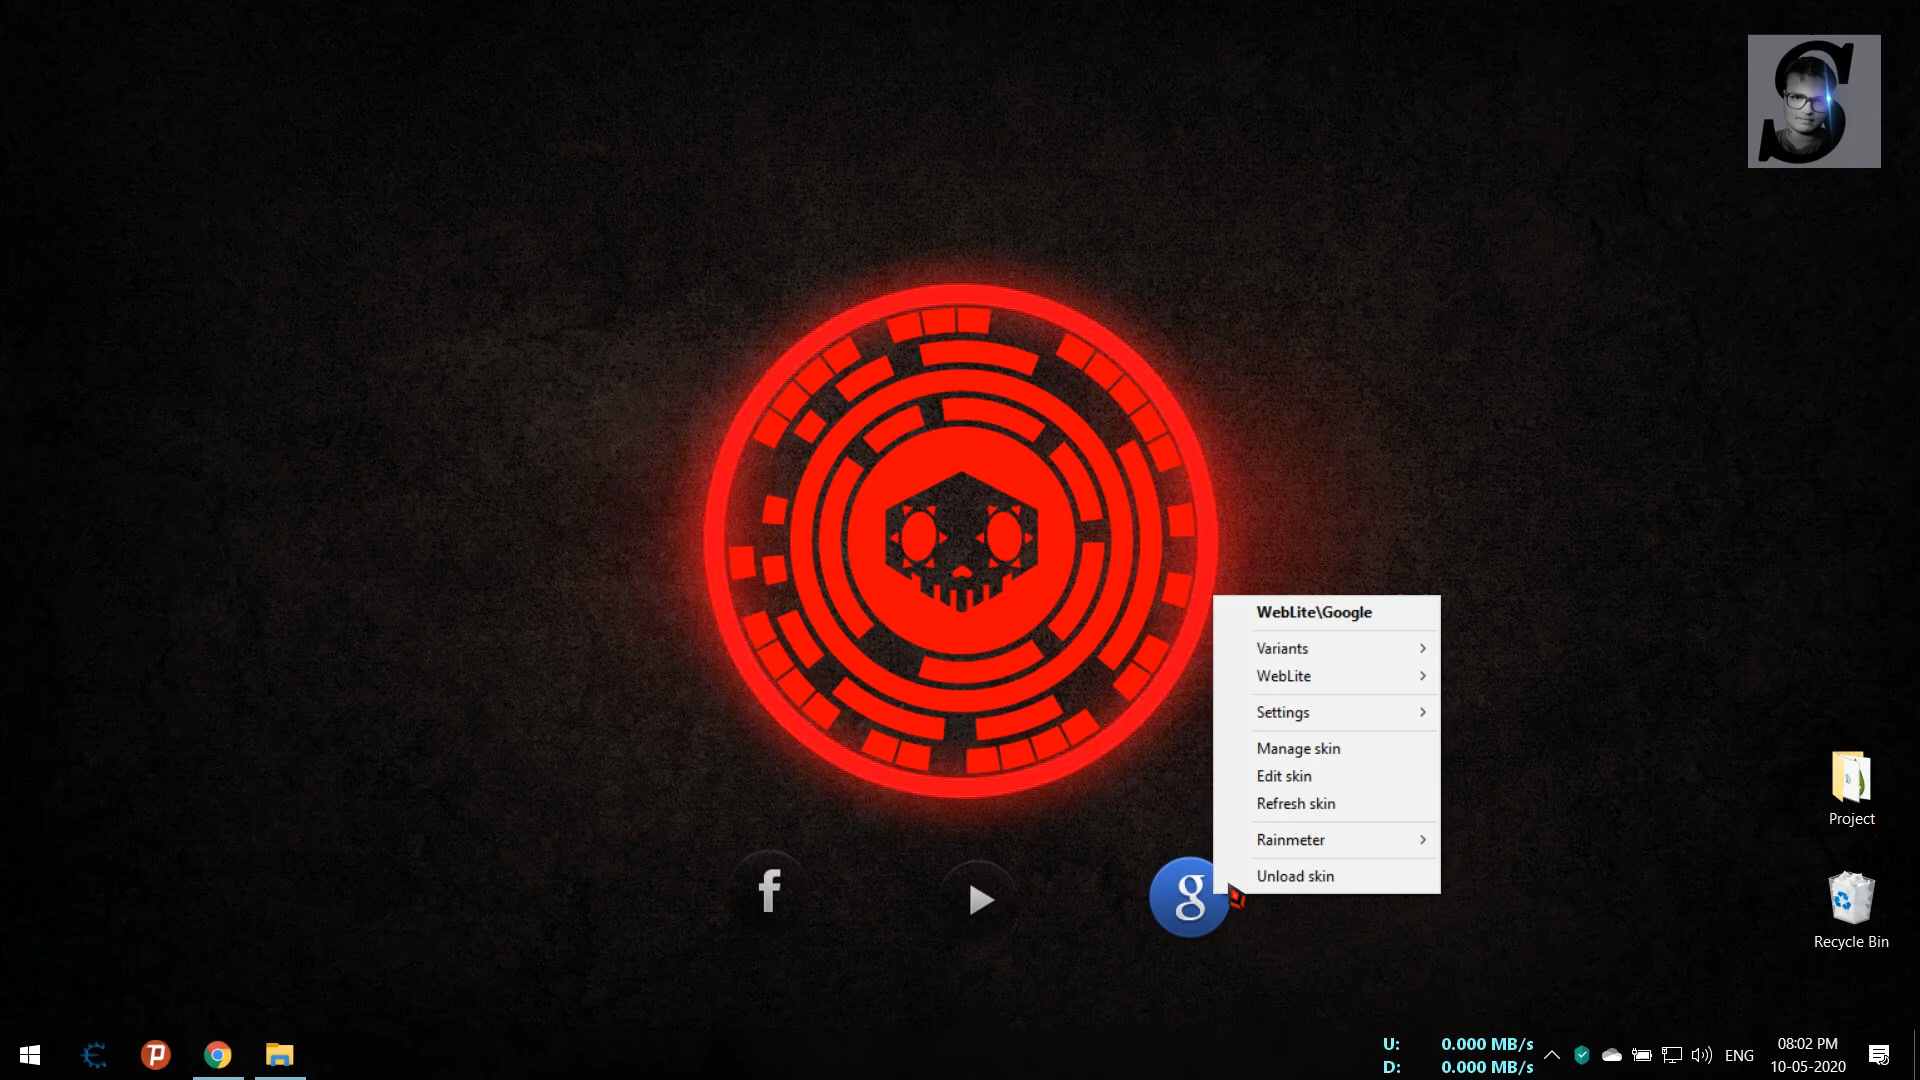 S
WebLite\Google
Variants
WebLite
Settings
Manage skin
Edit skin
Refresh skin
Rainmeter
Unload skin
f
g
Project
Recycle Bin
U: 0.000 MB/s
D: 0.000 MB/s
ENG
08:02 PM
10-05-2020